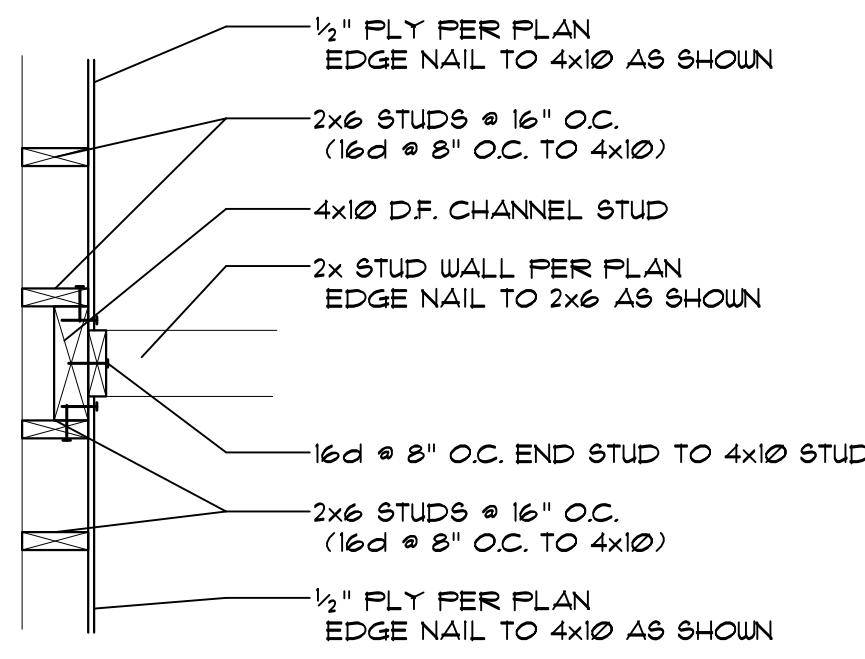 ½" PLY PER PLAN
EDGE NAIL TO 4x10 AS SHOWN
2x6 STUDS @ 16" O.C.
(16d @ 8" O.C. TO 4x10)
4x10 D.F. CHANNEL STUD
2x STUD WALL PER PLAN
EDGE NAIL TO 2x6 AS SHOWN
16d @ 8" O.C. END STUD TO 4x10 STUD
2x6 STUDS @ 16" O.C.
(16d @ 8" O.C. TO 4x10)
½" PLY PER PLAN
EDGE NAIL TO 4x10 AS SHOWN